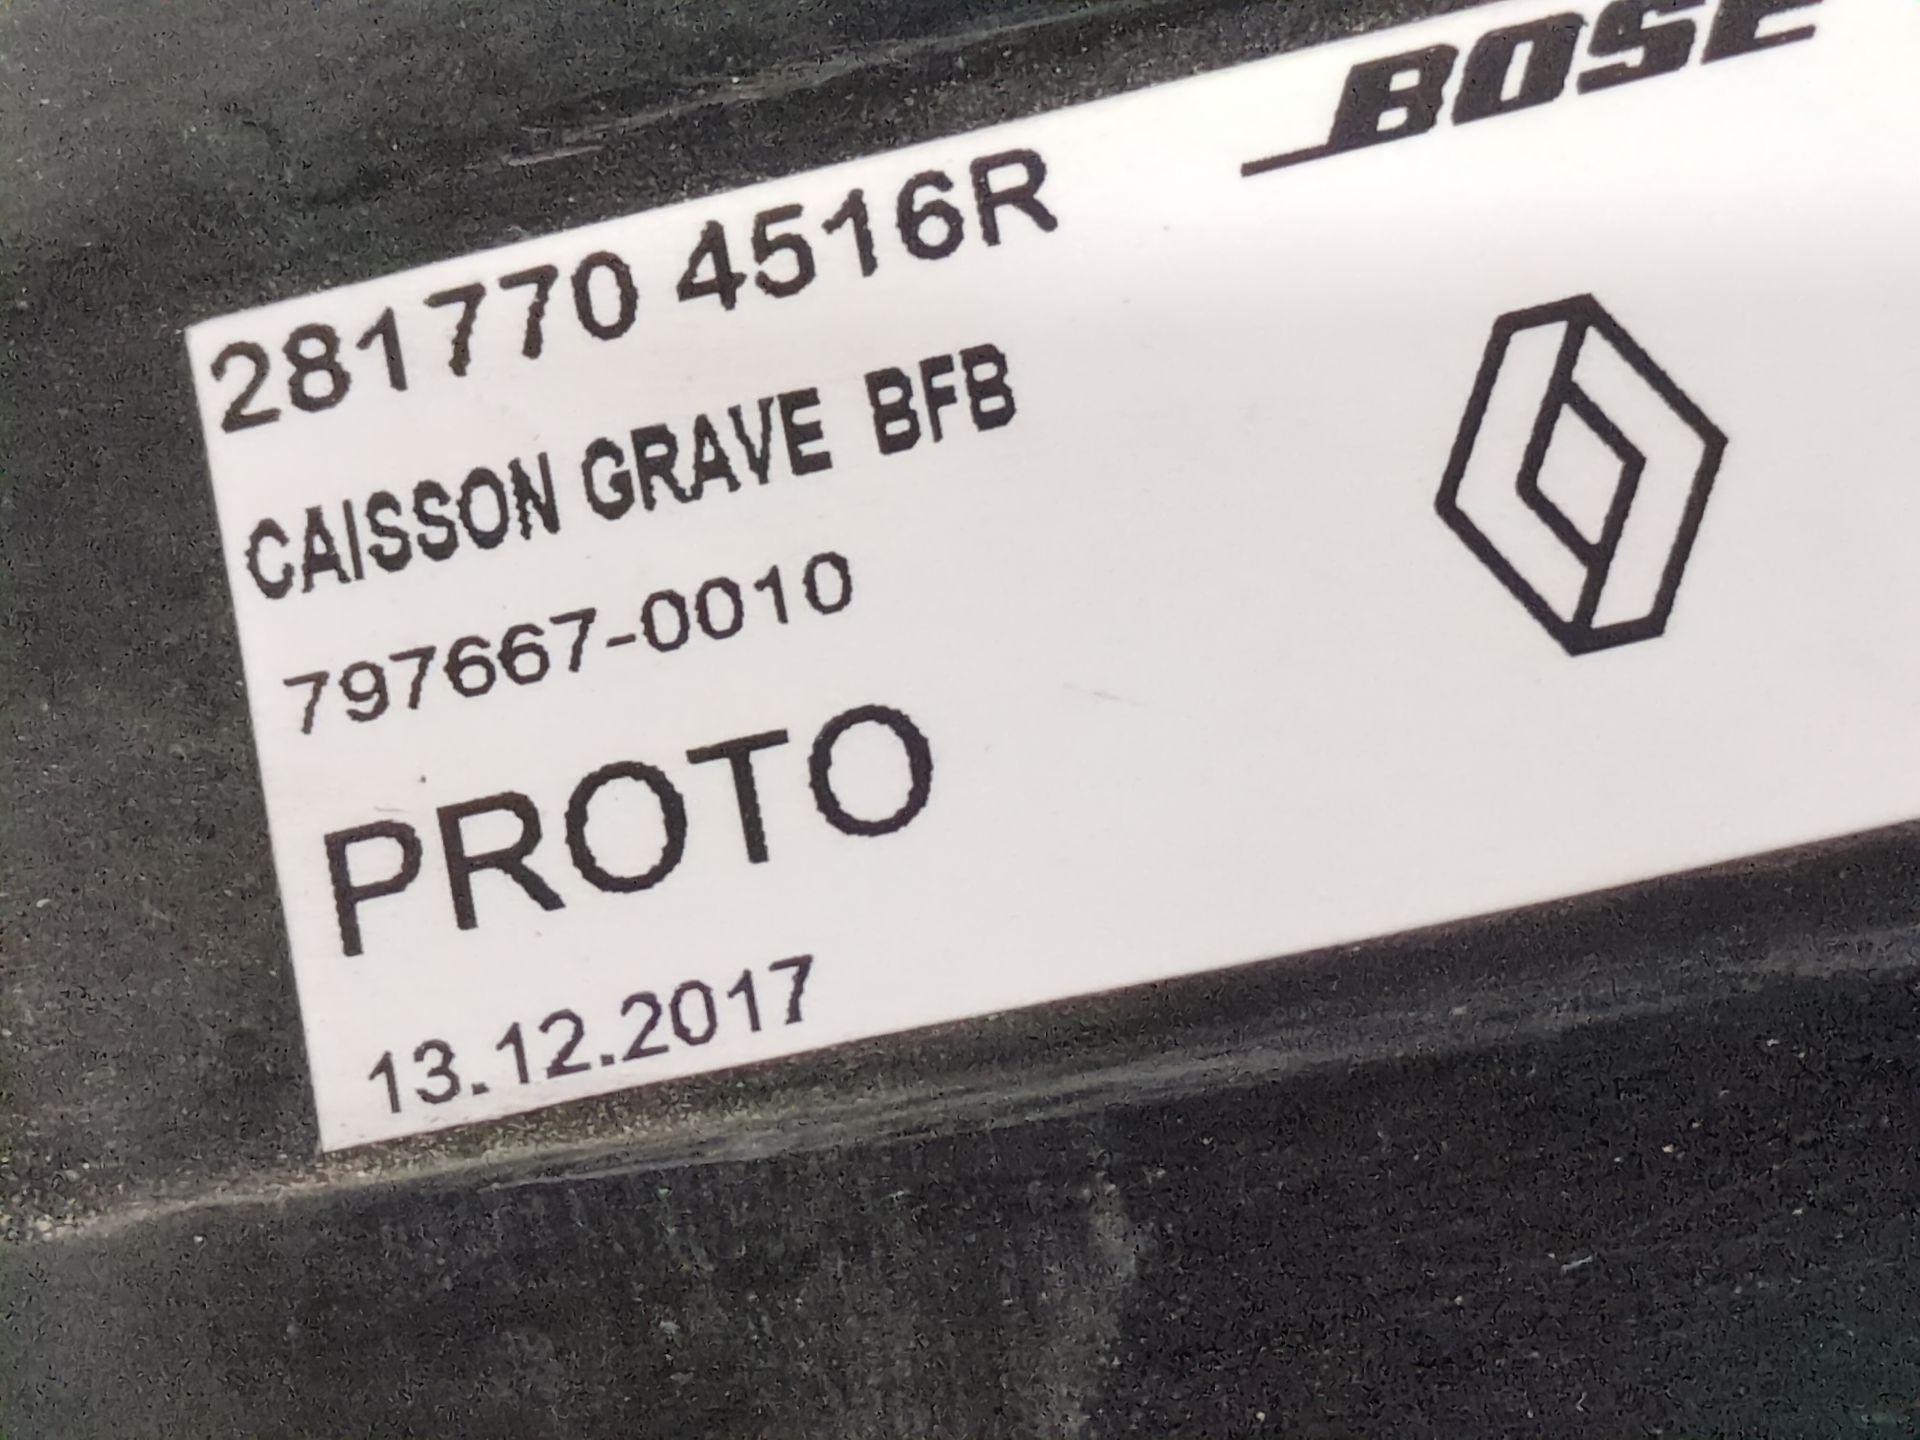 BOSE
281770 4516R
CAISSON GRAVE BFB
797667-0010
PROTO
13.12.2017